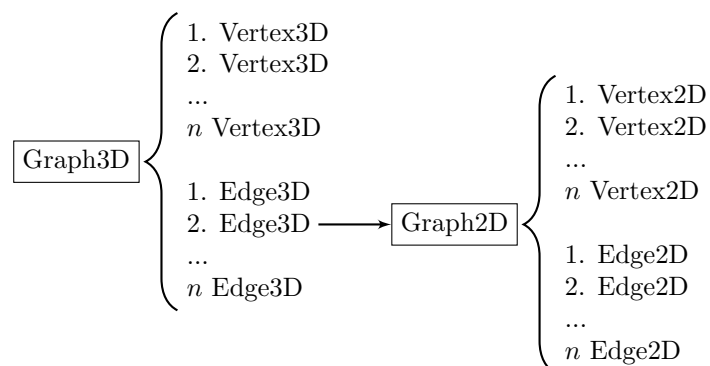 Graph3D
1. Vertex3D
2. Vertex3D
...
n Vertex3D
1. Edge3D
2. Edge3D
...
n Edge3D
Graph2D
1. Vertex2D
2. Vertex2D
...
n Vertex2D
1. Edge2D
2. Edge2D
...
n Edge2D